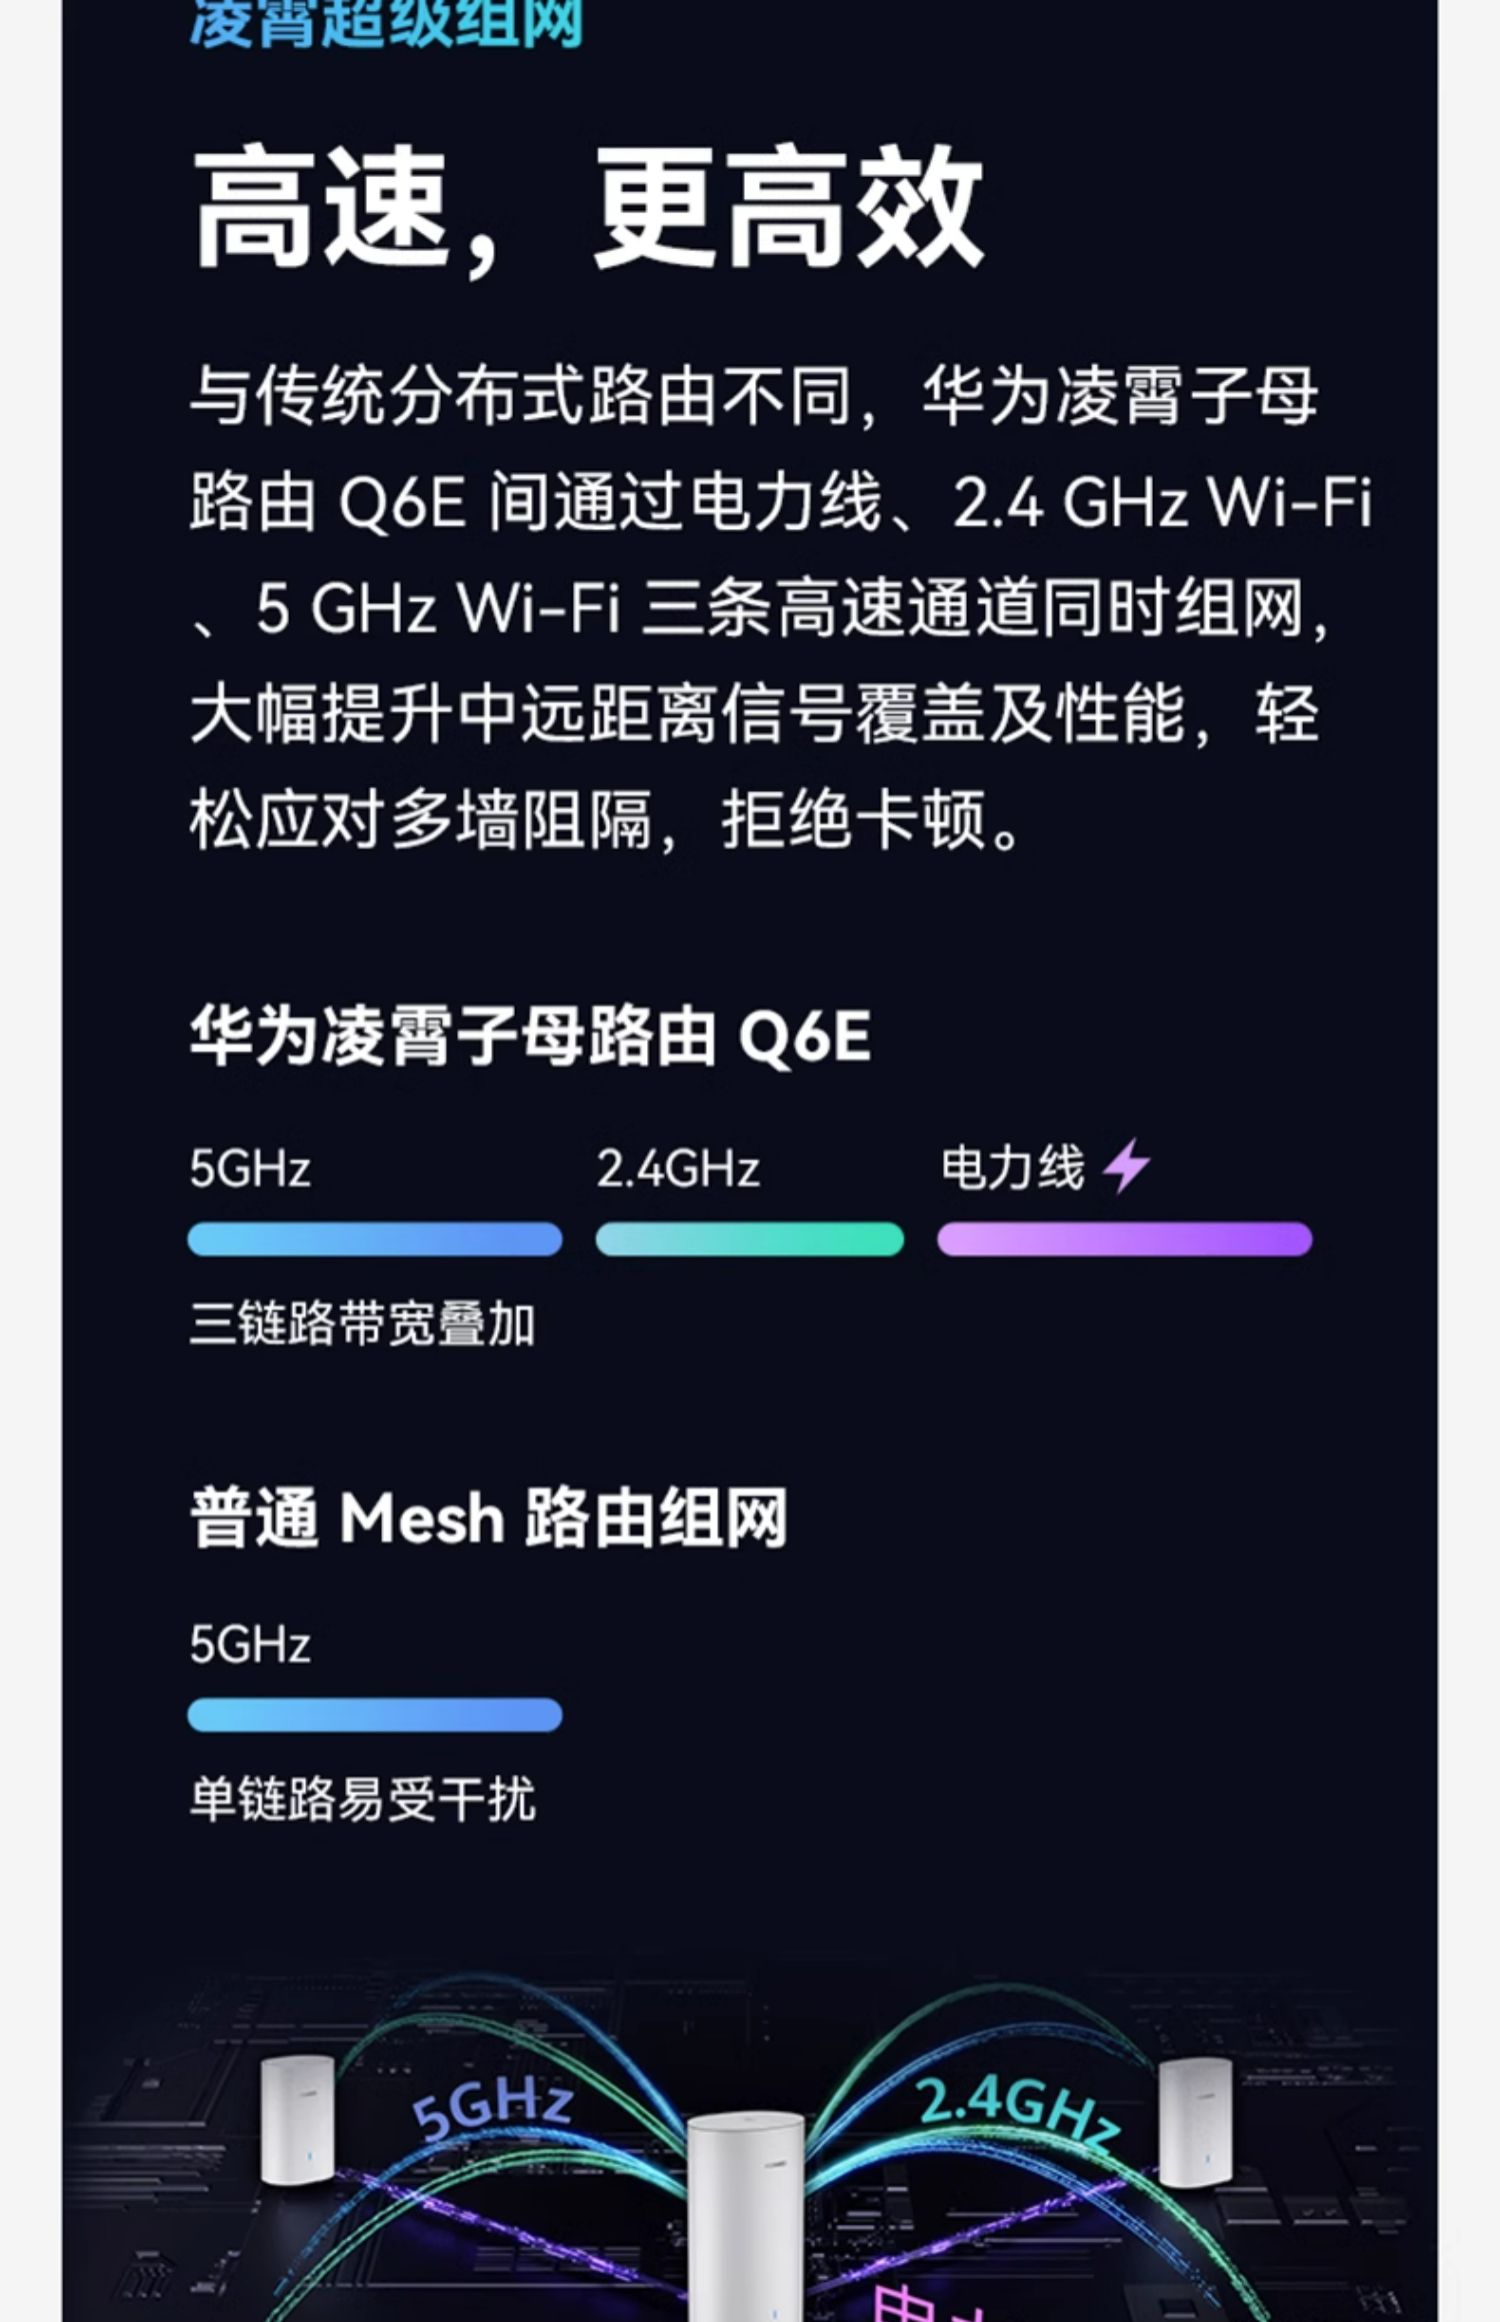 凌霄超级组网
高速，更高效
与传统分布式路由不同，华为凌霄子母
路由 Q6E 间通过电力线、2.4 GHz Wi-Fi
、5 GHz Wi-Fi 三条高速通道同时组网，
大幅提升中远距离信号覆盖及性能，轻
松应对多墙阻隔，拒绝卡顿。
华为凌霄子母路由 Q6E
5GHz 2.4GHz 电力线
三链路带宽叠加
普通 Mesh 路由组网
5GHz
单链路易受干扰
5GHz 2.4GHz